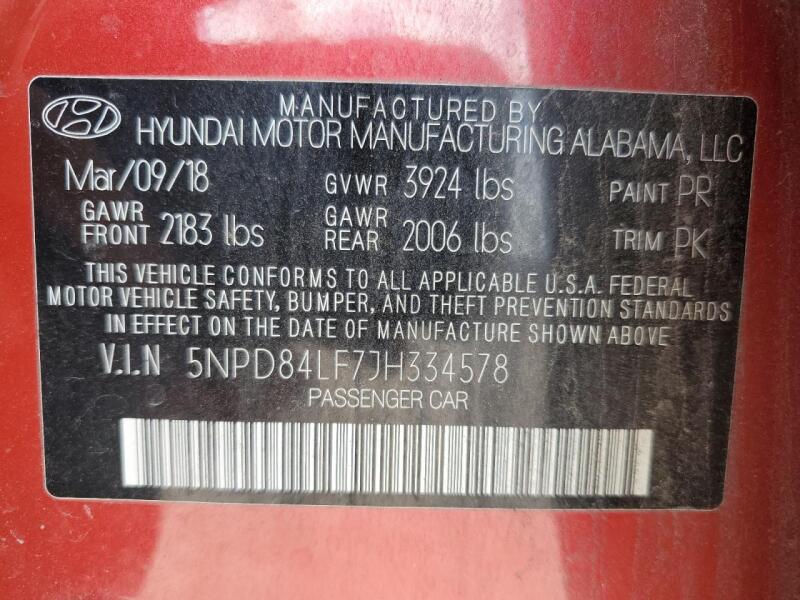 MANUFACTURED BY
HYUNDAI MOTOR MANUFACTURING ALABAMA, LLC
Mar/09/18 GVWR 3924 lbs PAINT PR
GAWR FRONT 2183 lbs GAWR REAR 2006 lbs TRIM PK
THIS VEHICLE CONFORMS TO ALL APPLICABLE U.S.A. FEDERAL
MOTOR VEHICLE SAFETY, BUMPER, AND THEFT PREVENTION STANDARDS
IN EFFECT ON THE DATE OF MANUFACTURE SHOWN ABOVE
V.I.N 5NPD84LF7JH334578
PASSENGER CAR